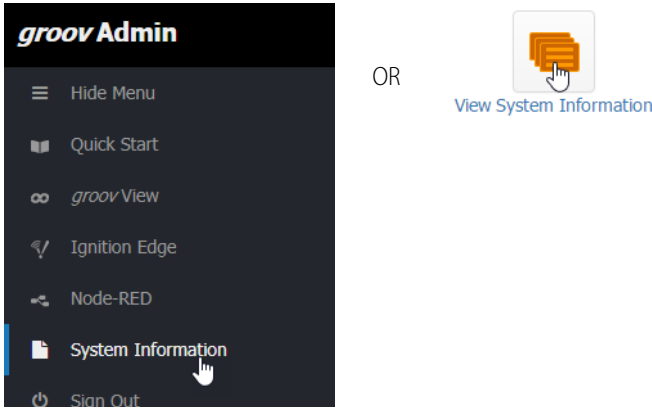 groov Admin
Hide Menu
Quick Start
groov View
Ignition Edge
Node-RED
System Information
Sign Out
OR
View System Information